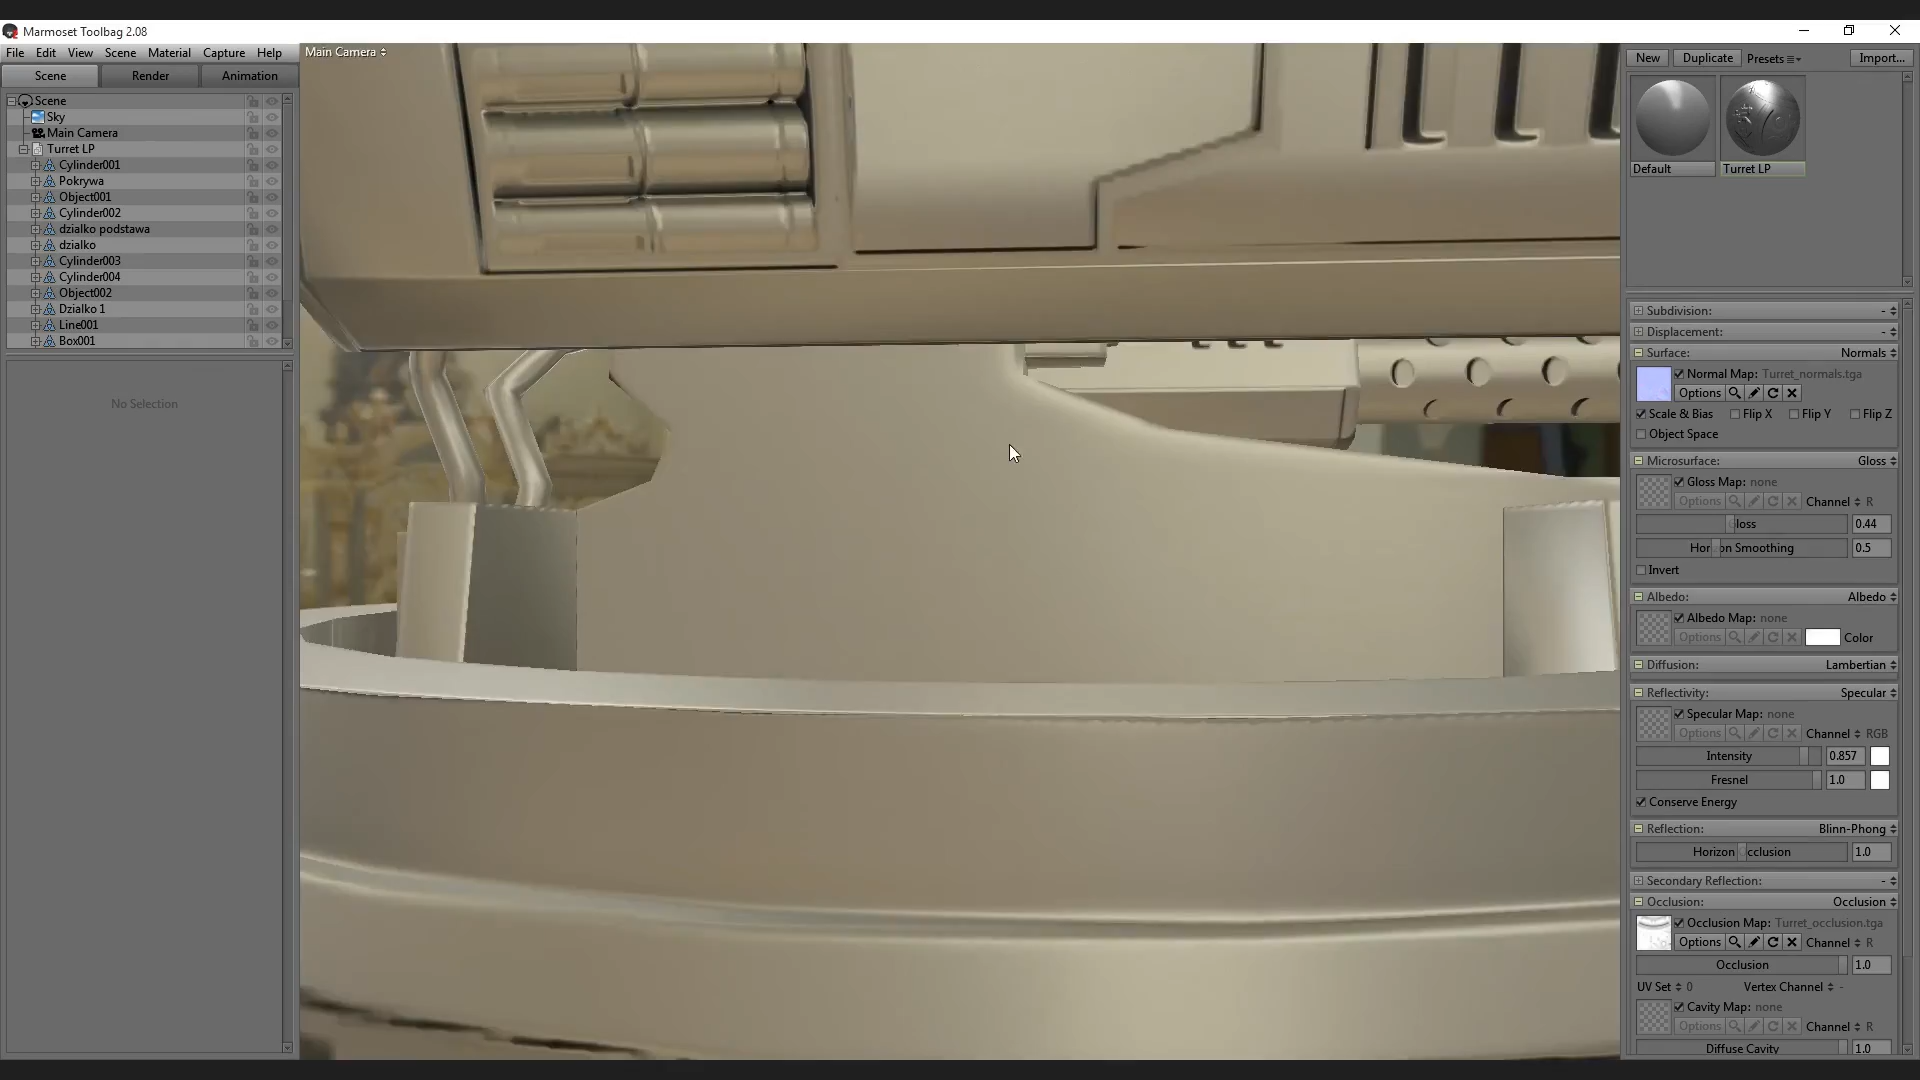 Marmoset Toolbag 2.08
File Edit View Scene Material Capture Help
Scene Render Animation
Scene
Sky
Main Camera
Turret LP
Cylinder001
Pokrywa
Object001
Cylinder002
dzialko podstawa
dzialko
Cylinder003
Cylinder004
Object002
Dzialko 1
Line001
Box001
No Selection
Main Camera
New Duplicate Presets Import...
Default Turret LP
Subdivision: -
Displacement: -
Surface: Normals
Normal Map: Turret_normals.tga
Options
Scale & Bias Flip X Flip Y Flip Z
Object Space
Microsurface: Gloss
Gloss Map: none
Options Channel R
Gloss 0.44
Horizon Smoothing 0.5
Invert
Albedo: Albedo
Albedo Map: none
Options Color
Diffusion: Lambertian
Reflectivity: Specular
Specular Map: none
Options Channel RGB
Intensity 0.857
Fresnel 1.0
Conserve Energy
Reflection: Blinn-Phong
Horizon Occlusion 1.0
Secondary Reflection: -
Occlusion: Occlusion
Occlusion Map: Turret_occlusion.tga
Options Channel R
Occlusion 1.0
UV Set 0 Vertex Channel -
Cavity Map: none
Options Channel R
Diffuse Cavity 1.0